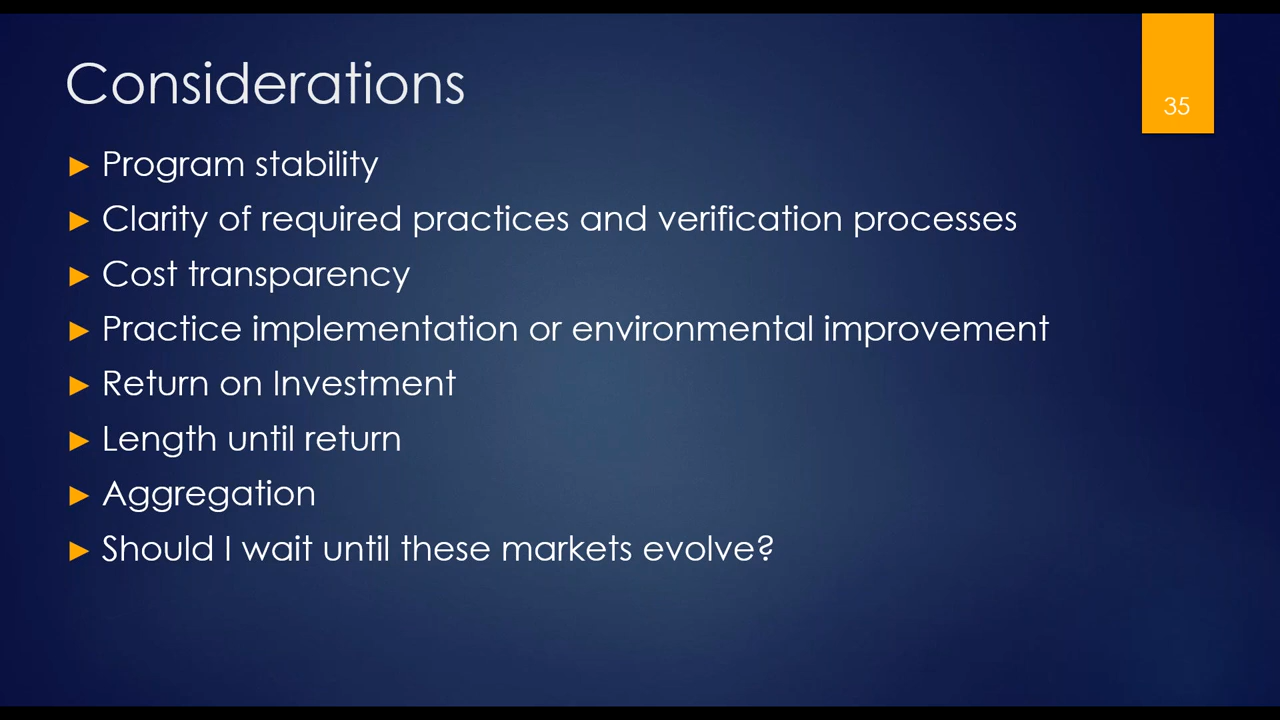 Considerations
35
► Program stability
► Clarity of required practices and verification processes
► Cost transparency
► Practice implementation or environmental improvement
► Return on Investment
► Length until return
► Aggregation
► Should I wait until these markets evolve?